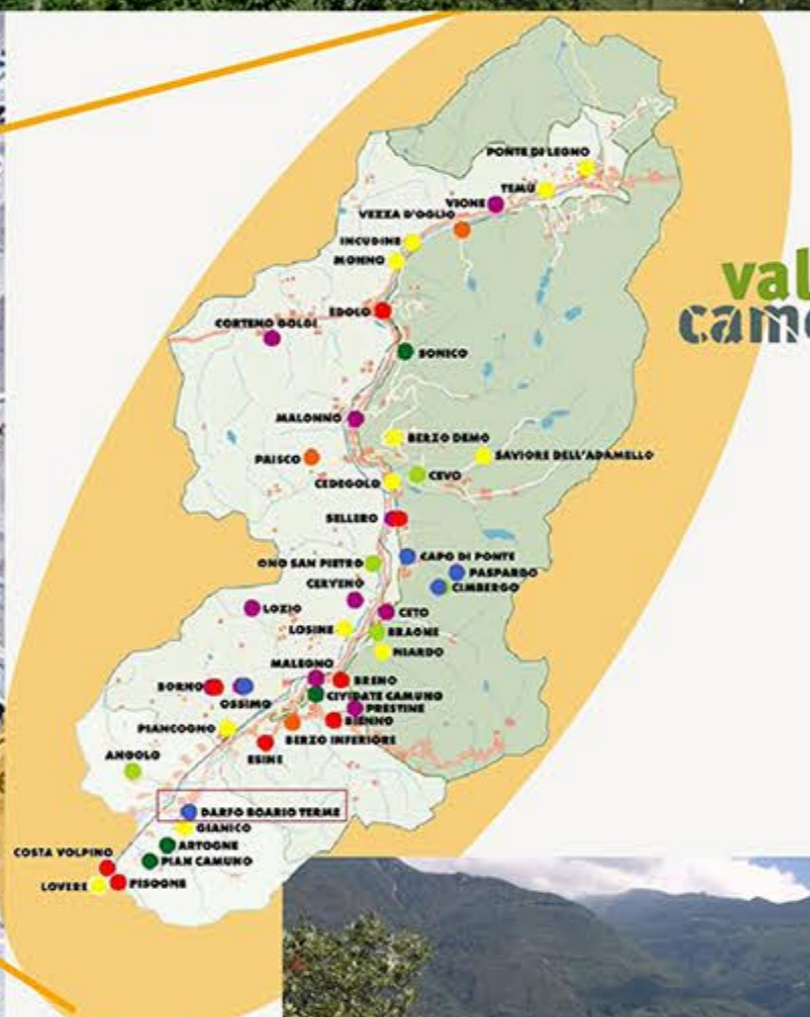 PONTE DI LEGNO
TEMÙ
VIONE
VEZZA D'OGLIO
INCUDINE
MONNO
EDOLO
CORTENO GOLGI
SONICO
MALONNO
BERZO DEMO
SAVIORE DELL'ADAMELLO
PAISCO
CEVO
CEDEGOLO
SELLERO
CAPO DI PONTE
ONO SAN PIETRO
PASPARDO
CERVENO
CIMBERGO
LOZIO
CETO
LOSINE
BRAONE
NIARDO
MALEGNO
BRENO
BORNO
CIVIDATE CAMUNO
OSSIMO
PRESTINE
BIENNO
PIANCOGNO
BERZO INFERIORE
ESINE
ANGOLO
DARFO BOARIO TERME
GIANICO
ARTOGNE
COSTA VOLPINO
PIAN CAMUNO
LOVERE
PISOGNE
val
camo